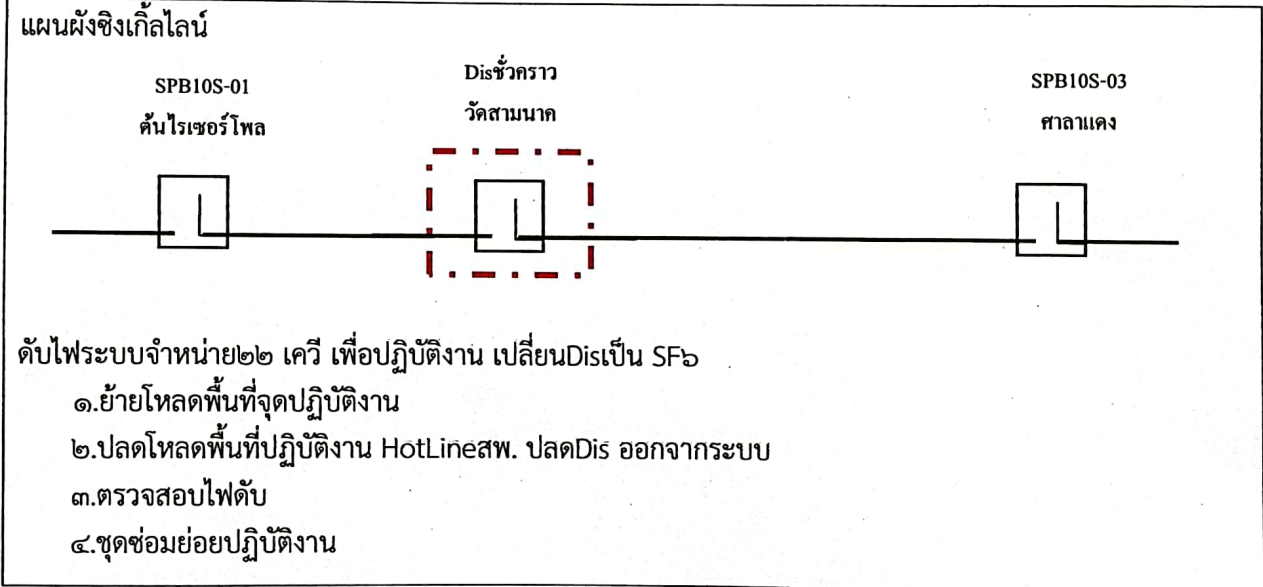 แผนผังซิงเกิ้ลไลน์
SPB10S-01
ต้นไรเซอร์โพล
Disชั่วคราว
วัดสามนาค
SPB10S-03
ศาลาแดง
ดับไฟระบบจำหน่าย๒๒ เควี เพื่อปฏิบัติงาน เปลี่ยนDisเป็น SF๖
๑.ย้ายโหลดพื้นที่จุดปฏิบัติงาน
๒.ปลดโหลดพื้นที่ปฏิบัติงาน HotLineสพ. ปลดDis ออกจากระบบ
๓.ตรวจสอบไฟดับ
๔.ชุดซ่อมย่อยปฏิบัติงาน